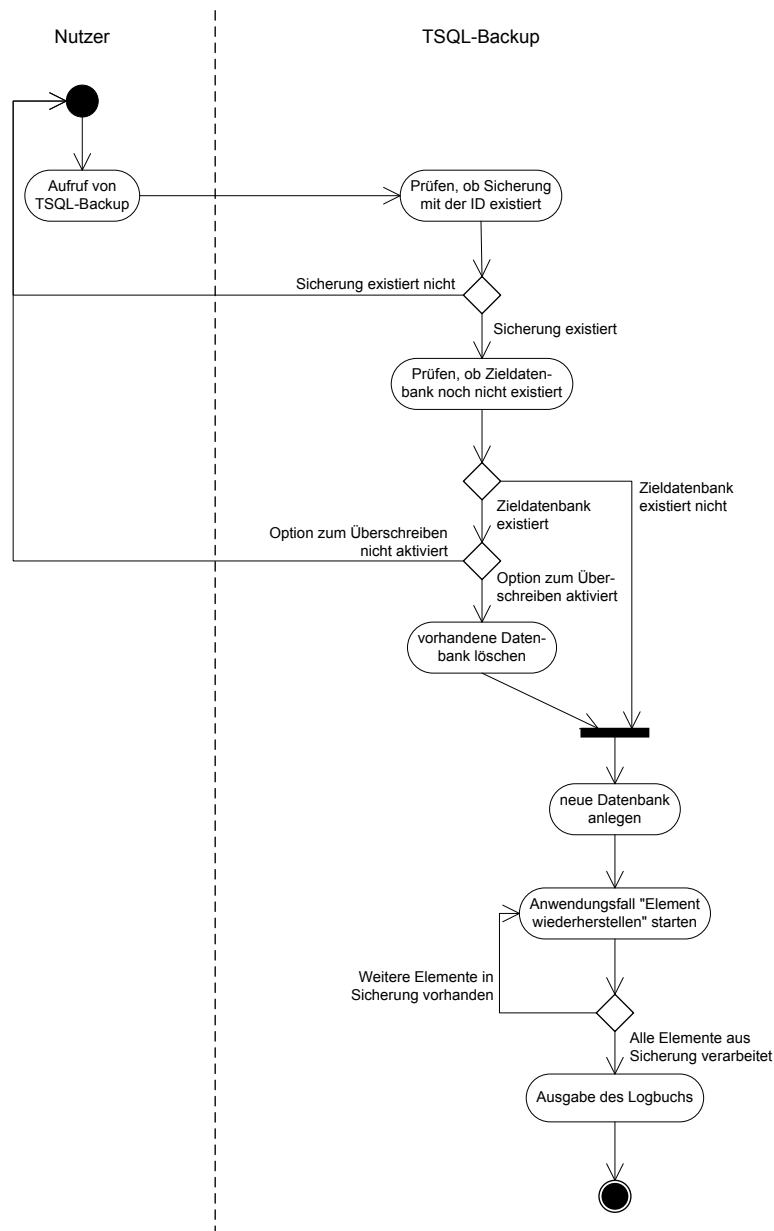 Nutzer
TSQL-Backup
Aufruf von
TSQL-Backup
Prüfen, ob Sicherung
mit der ID existiert
Sicherung existiert nicht
Sicherung existiert
Prüfen, ob Zieldaten-
bank noch nicht existiert
Zieldatenbank
existiert nicht
Zieldatenbank
existiert
Option zum Überschreiben
nicht aktiviert
Option zum Über-
schreiben aktiviert
vorhandene Daten-
bank löschen
neue Datenbank
anlegen
Anwendungsfall "Element
wiederherstellen" starten
Weitere Elemente in
Sicherung vorhanden
Alle Elemente aus
Sicherung verarbeitet
Ausgabe des Logbuchs